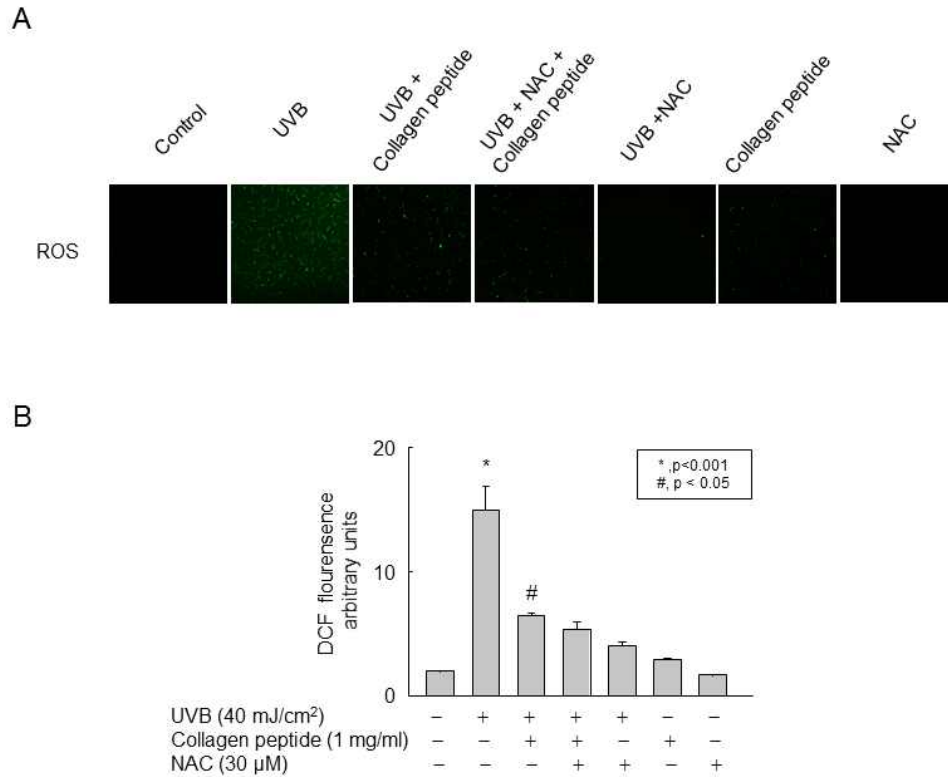 A
Control
UVB
UVB +
Collagen peptide
UVB + NAC +
Collagen peptide
UVB +NAC
Collagen peptide
NAC
ROS
B
20
10
0
DCF flourensence
arbitrary units
*
#
* ,p<0.001
#, p < 0.05
UVB (40 mJ/cm²) − + + + + − −
Collagen peptide (1 mg/ml) − − + + − + −
NAC (30 µM) − − − + + − +